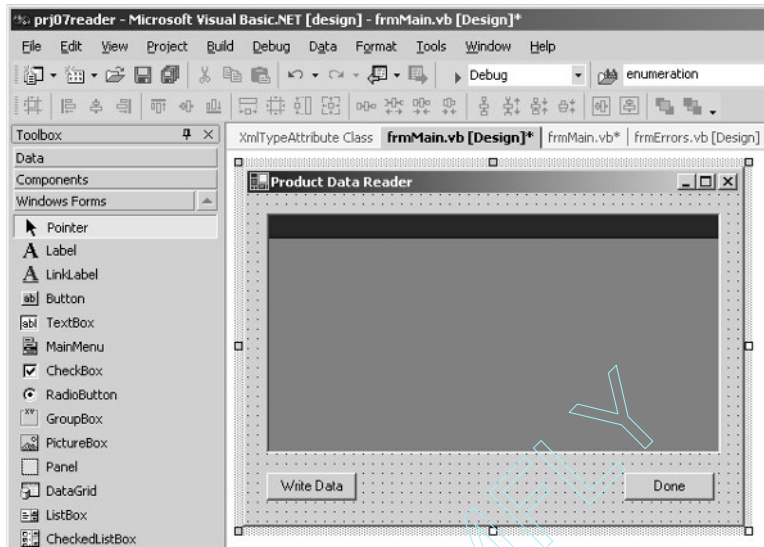 prj07reader - Microsoft Visual Basic.NET [design] - frmMain.vb [Design]*
File Edit View Project Build Debug Data Format Tools Window Help
Debug enumeration
Toolbox
XmlTypeAttribute Class frmMain.vb [Design]* frmMain.vb* frmErrors.vb [Design]
Data
Components
Windows Forms
Pointer
A Label
A LinkLabel
ab Button
abl TextBox
MainMenu
CheckBox
RadioButton
XY GroupBox
PictureBox
Panel
DataGrid
ListBox
CheckedListBox
Product Data Reader
Write Data Done